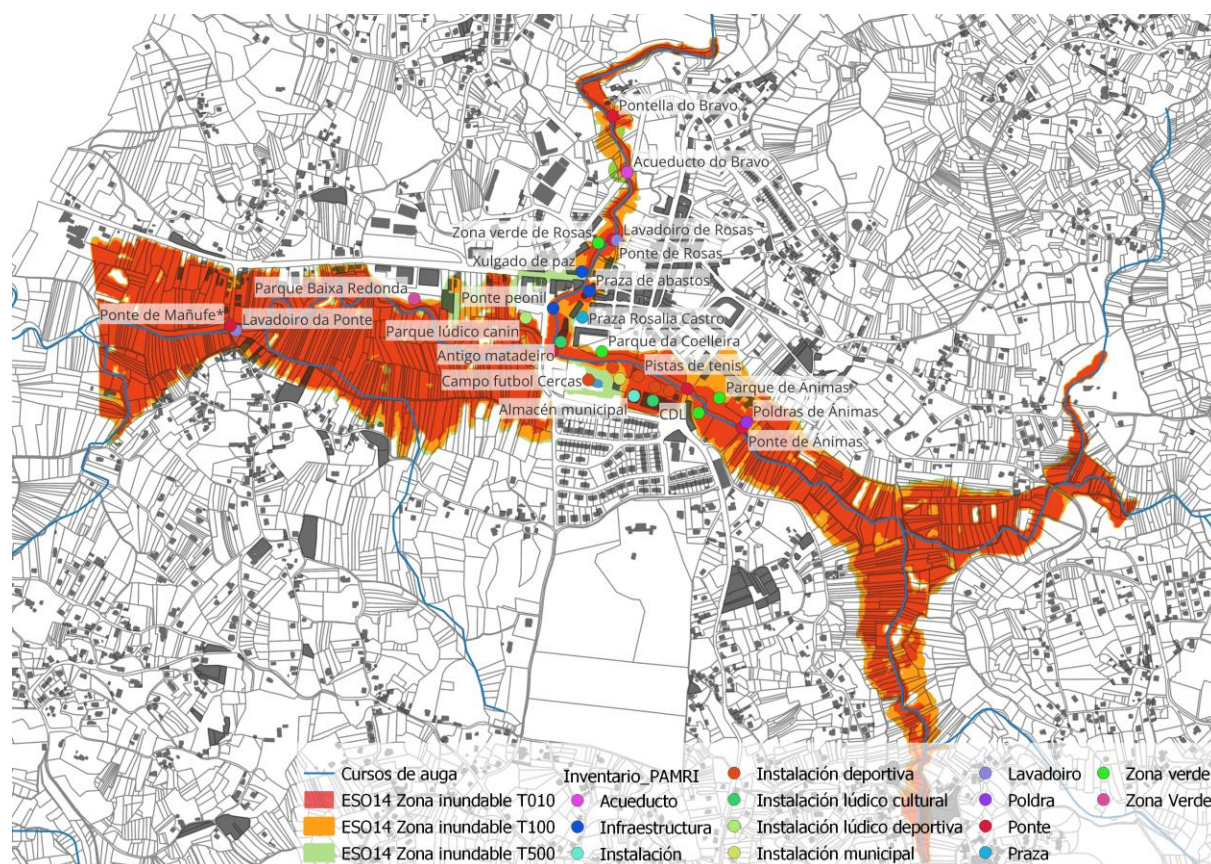 Pontella do Bravo
Acueducto do Bravo
Zona verde de Rosas
Lavadoiro de Rosas
Ponte de Rosas
Xulgado de paz
Praza de abastos
Parque Baixa Redonda
Ponte peonil
Ponte de Mañufe*
Lavadoiro da Ponte
Praza Rosalia Castro
Parque lúdico canin
Parque da Coelleira
Antigo matadeiro
Pistas de tenis
Campo futbol Cercas
Parque de Ánimas
Almacén municipal
CDL
Poldras de Ánimas
Ponte de Ánimas
Cursos de auga
ESO14 Zona inundable T010
ESO14 Zona inundable T100
ESO14 Zona inundable T500
Inventario_PAMRI
Acueducto
Infraestructura
Instalación
Instalación deportiva
Instalación lúdico cultural
Instalación lúdico deportiva
Instalación municipal
Lavadoiro
Poldra
Ponte
Praza
Zona verde
Zona Verde